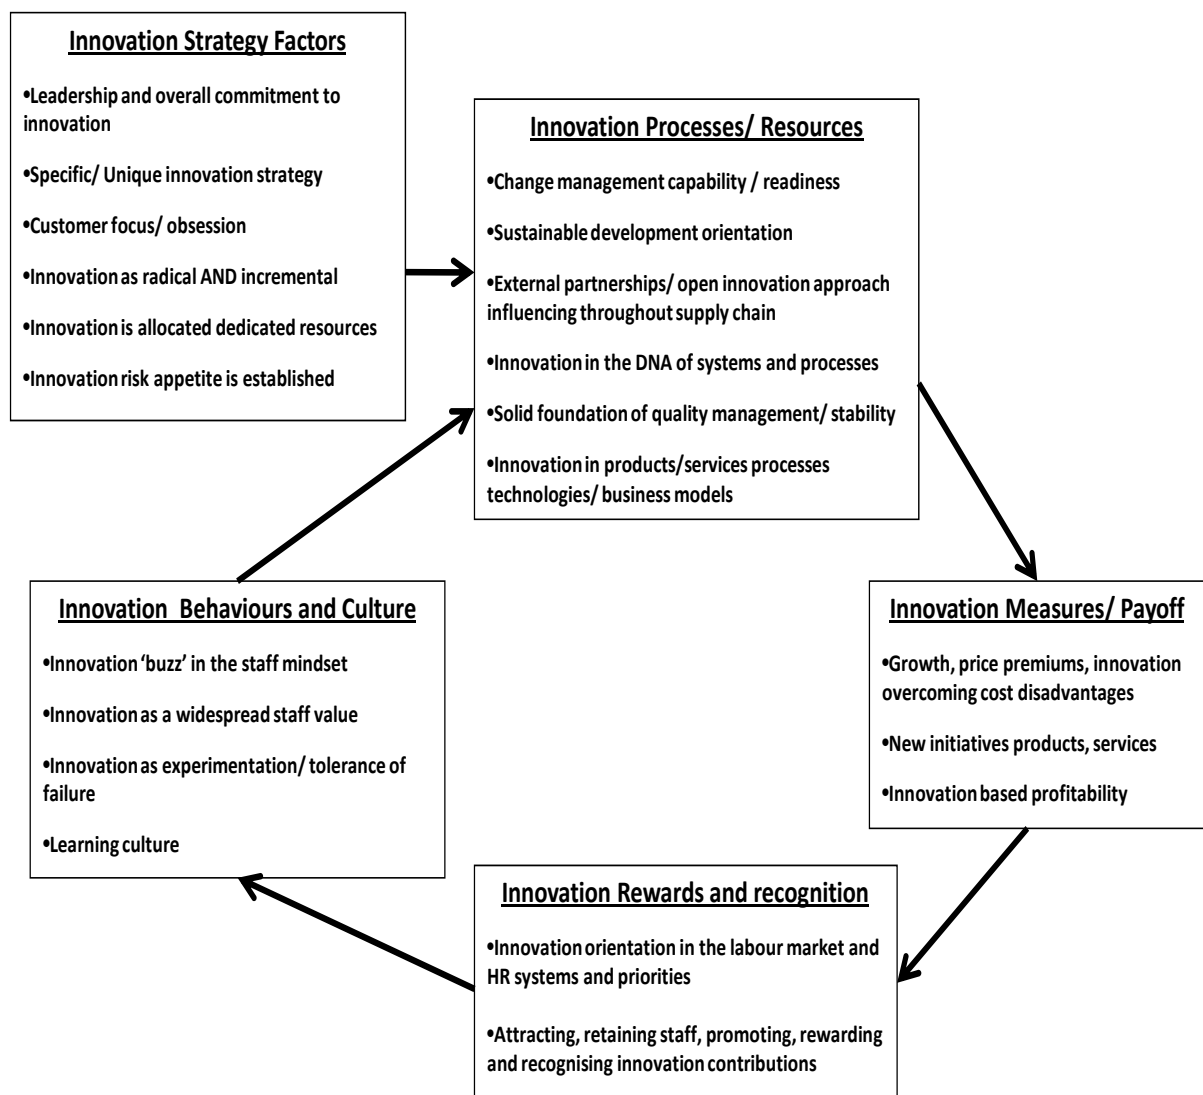 Innovation Strategy Factors
•Leadership and overall commitment to
innovation
•Specific/ Unique innovation strategy
•Customer focus/ obsession
•Innovation as radical AND incremental
•Innovation is allocated dedicated resources
•Innovation risk appetite is established
Innovation Processes/ Resources
•Change management capability / readiness
•Sustainable development orientation
•External partnerships/ open innovation approach
influencing throughout supply chain
•Innovation in the DNA of systems and processes
•Solid foundation of quality management/ stability
•Innovation in products/services processes
technologies/ business models
Innovation Behaviours and Culture
•Innovation ‘buzz’ in the staff mindset
•Innovation as a widespread staff value
•Innovation as experimentation/ tolerance of
failure
•Learning culture
Innovation Measures/ Payoff
•Growth, price premiums, innovation
overcoming cost disadvantages
•New initiatives products, services
•Innovation based profitability
Innovation Rewards and recognition
•Innovation orientation in the labour market and
HR systems and priorities
•Attracting, retaining staff, promoting, rewarding
and recognising innovation contributions